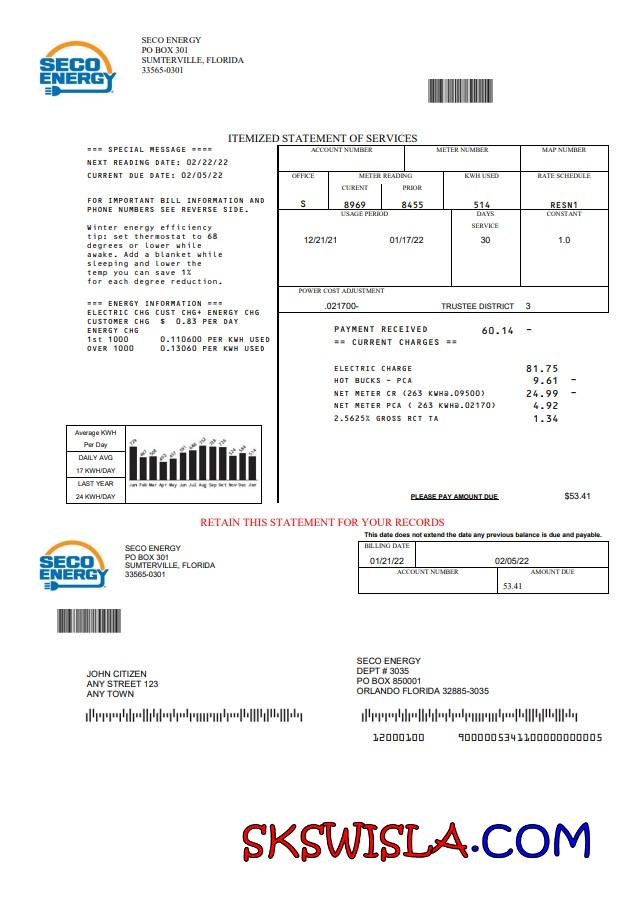 SECO
ENERGY
SECO ENERGY
PO BOX 301
SUMTERVILLE, FLORIDA
33565-0301
ITEMIZED STATEMENT OF SERVICES
=== SPECIAL MESSAGE ====
NEXT READING DATE: 02/22/22
CURRENT DUE DATE: 02/05/22
FOR IMPORTANT BILL INFORMATION AND
PHONE NUMBERS SEE REVERSE SIDE.
Winter energy efficiency
tip: set thermostat to 68
degrees or lower while
awake. Add a blanket while
sleeping and lower the
temp you can save 1%
for each degree reduction.
=== ENERGY INFORMATION ===
ELECTRIC CHG CUST CHG+ ENERGY CHG
CUSTOMER CHG $ 0.83 PER DAY
ENERGY CHG
1st 1000 0.110600 PER KWH USED
OVER 1000 0.13060 PER KWH USED
ACCOUNT NUMBER METER NUMBER MAP NUMBER
OFFICE METER READING KWH USED RATE SCHEDULE
CURENT PRIOR
S 8969 8455 514 RESN1
USAGE PERIOD DAYS CONSTANT
SERVICE
12/21/21 01/17/22 30 1.0
POWER COST ADJUSTMENT
.021700- TRUSTEE DISTRICT 3
PAYMENT RECEIVED 60.14 -
== CURRENT CHARGES ==
ELECTRIC CHARGE 81.75
HOT BUCKS - PCA 9.61 -
NET METER CR (263 KWH@.09500) 24.99 -
NET METER PCA ( 263 KWH@.02170) 4.92
2.5625% GROSS RCT TA 1.34
Average KWH
Per Day
DAILY AVG
17 KWH/DAY
LAST YEAR
24 KWH/DAY
Jan Feb Mar Apr May Jun Jul Aug Sep Oct Nov Dec Jan
PLEASE PAY AMOUNT DUE $53.41
RETAIN THIS STATEMENT FOR YOUR RECORDS
This date does not extend the date any previous balance is due and payable.
SECO
ENERGY
SECO ENERGY
PO BOX 301
SUMTERVILLE, FLORIDA
33565-0301
BILLING DATE
01/21/22 02/05/22
ACCOUNT NUMBER AMOUNT DUE
53.41
JOHN CITIZEN
ANY STREET 123
ANY TOWN
SECO ENERGY
DEPT # 3035
PO BOX 850001
ORLANDO FLORIDA 32885-3035
12000100 9000005341100000000005
SKSWISLA.COM